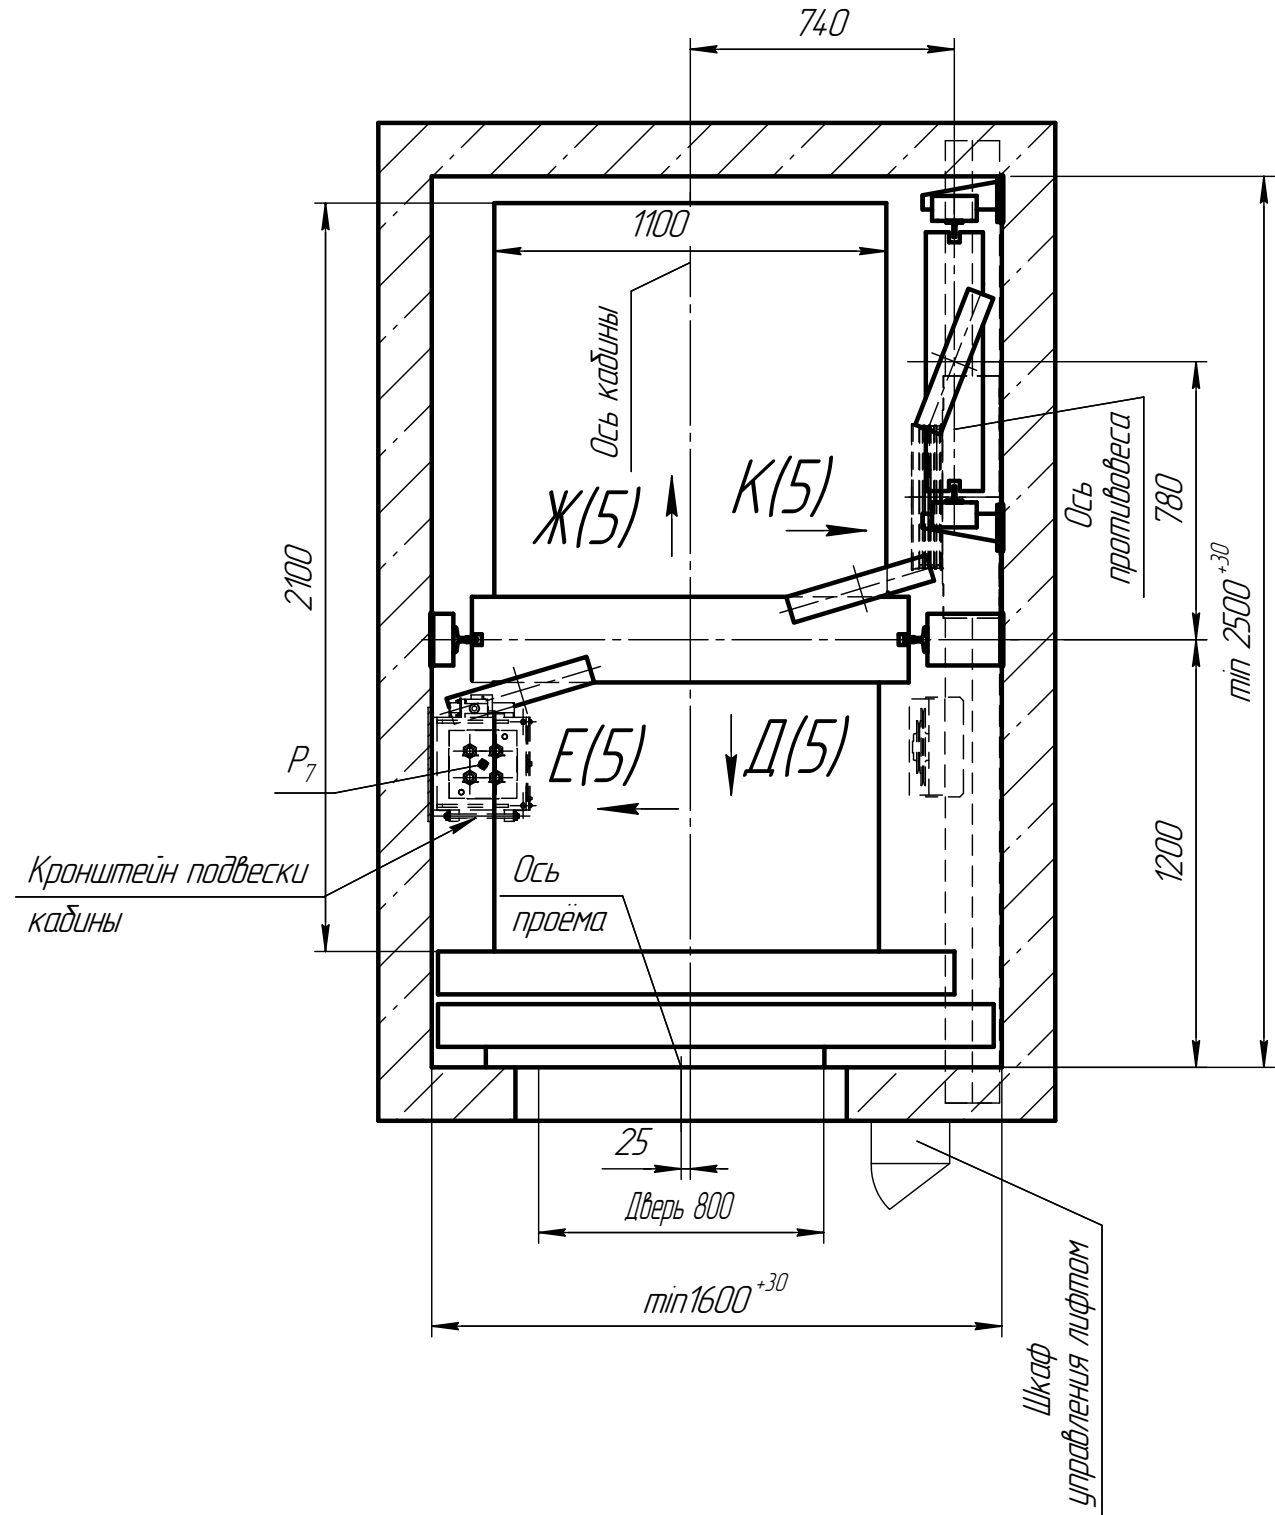 740
1100
Ось кабины
Ж(5)
К(5)
Ось
противовеса
780
min 2500 +30
2100
Е(5)
Д(5)
P7
1200
Кронштейн подвески
кабины
Ось
проёма
25
Дверь 800
min1600 +30
Шкаф
управления лифтом